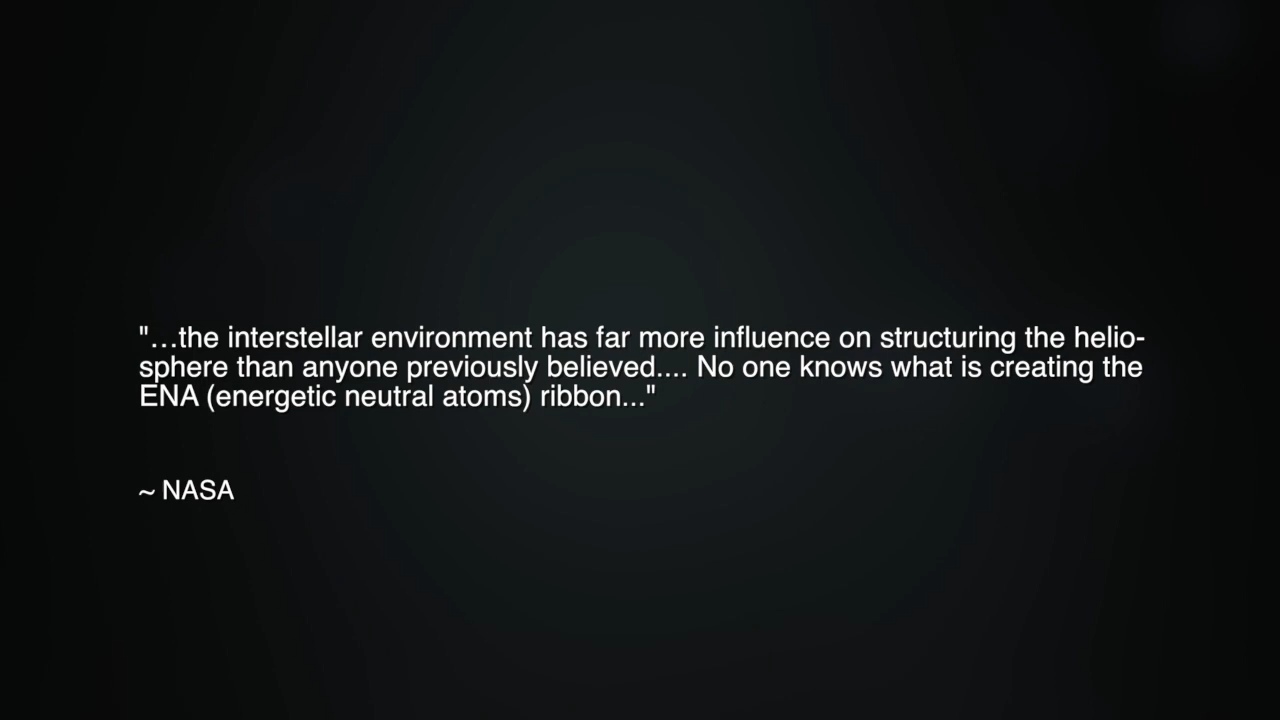 "...the interstellar environment has far more influence on structuring the helio-
sphere than anyone previously believed.... No one knows what is creating the
ENA (energetic neutral atoms) ribbon..."
~ NASA